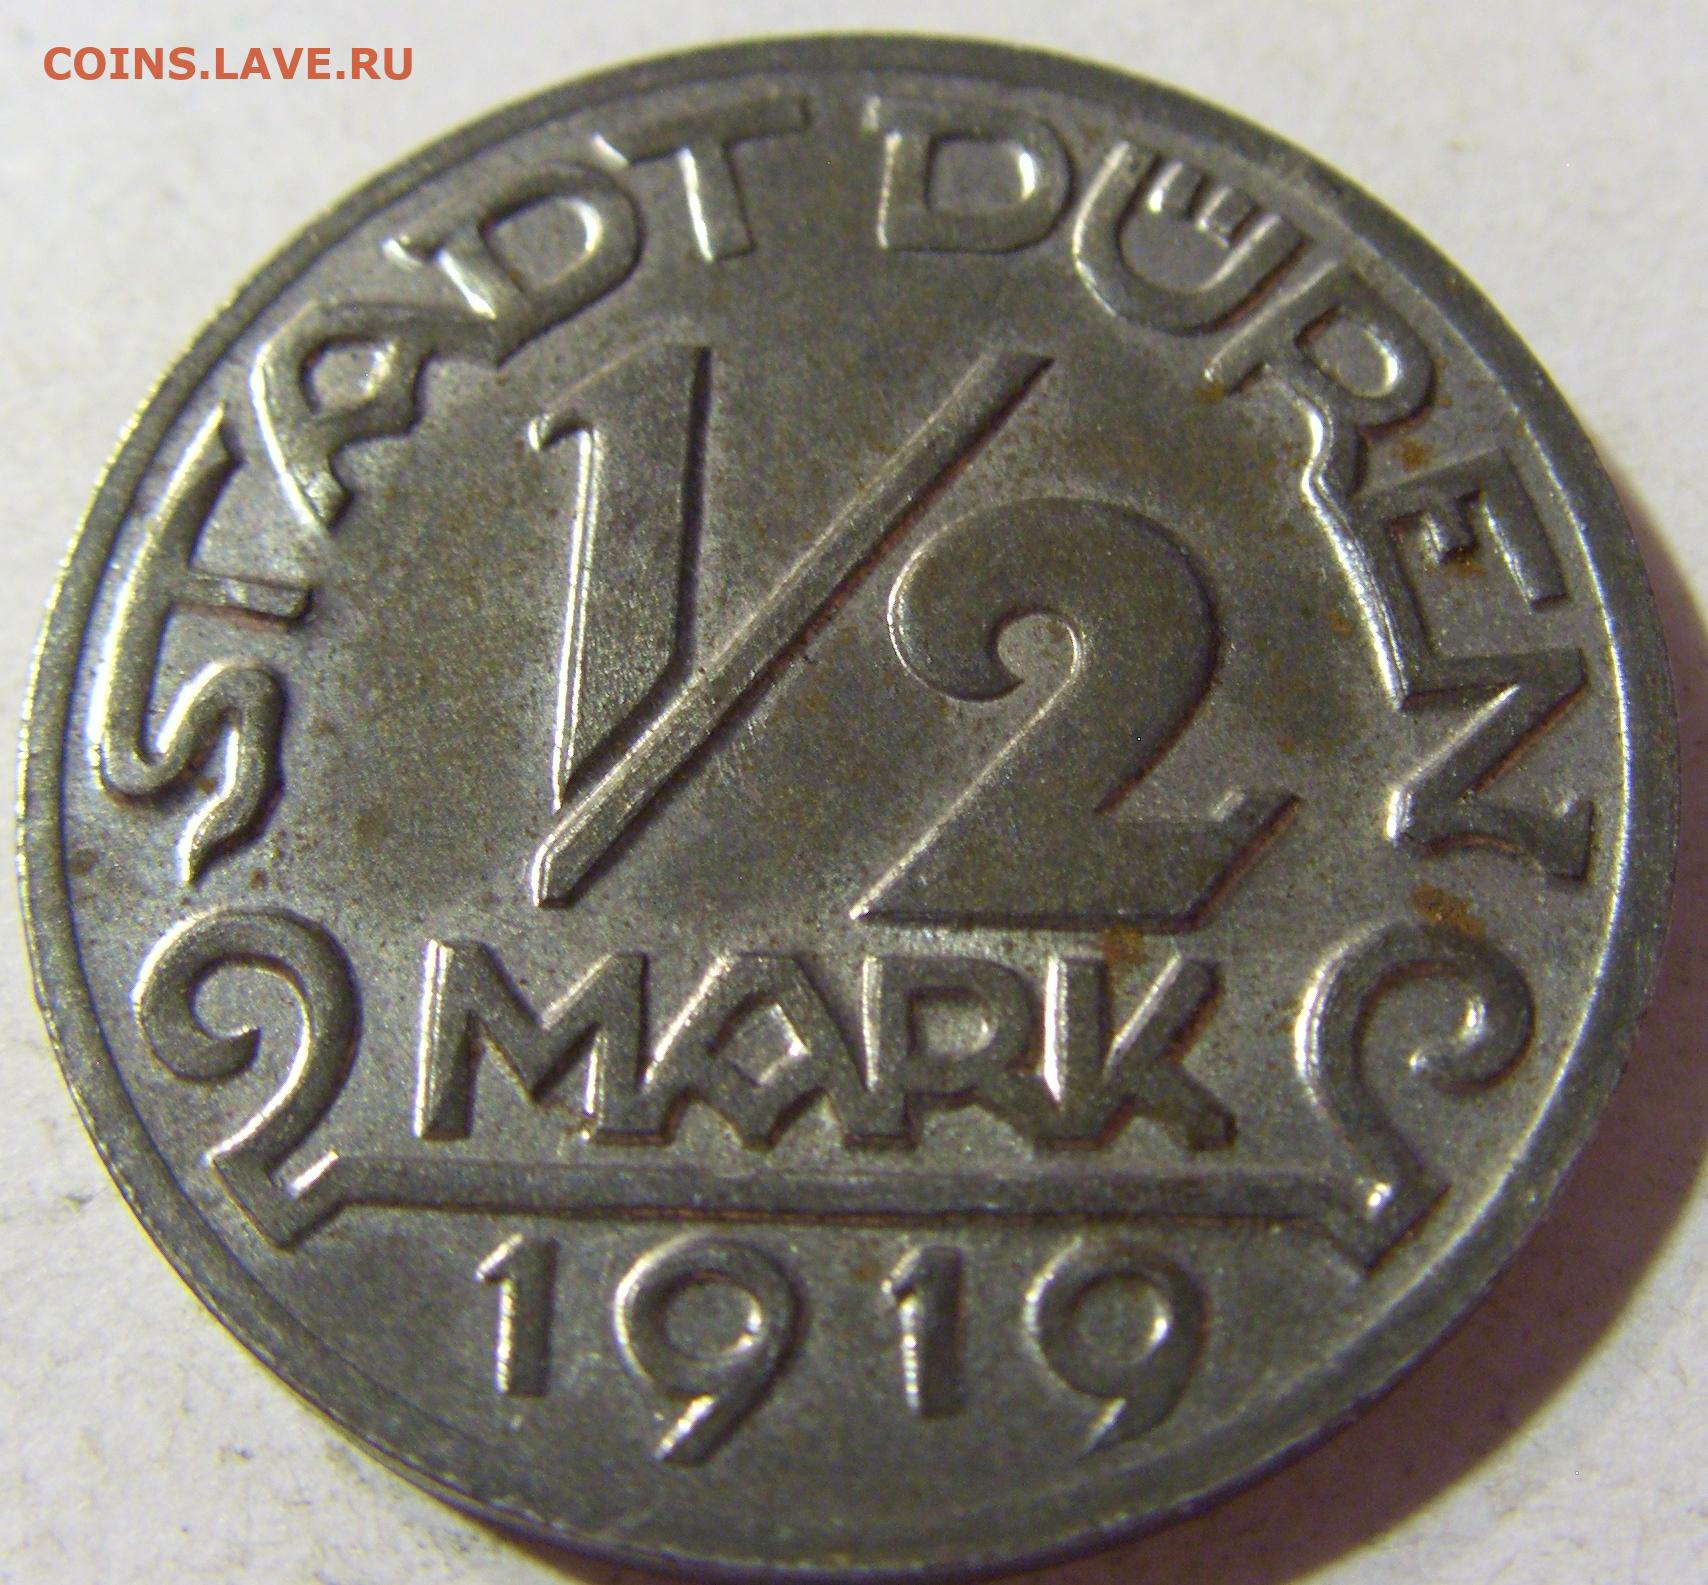 COINS.LAVE.RU
STADT DÜREN
1/2
MARK
1919